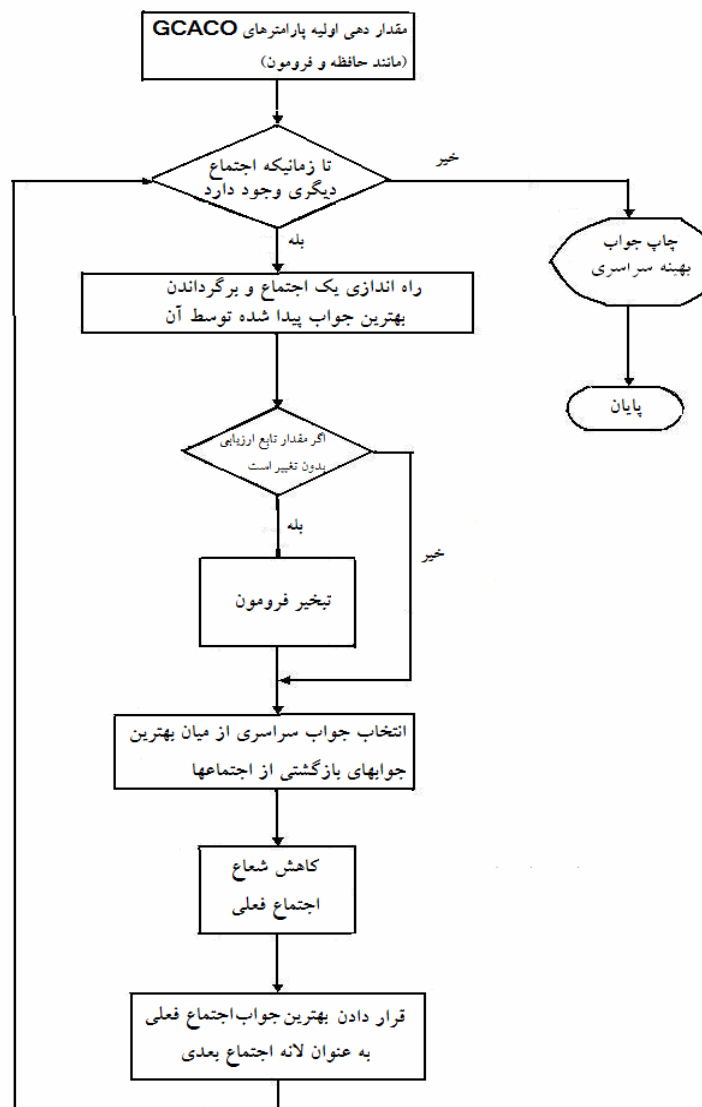 مقدار دهی اولیه پارامترهای GCACO
(مانند حافظه و فرومون)
تا زمانیکه اجتماع
دیگری وجود دارد
خیر
بله
چاپ جواب
بهینه سراسری
پایان
راه اندازی یک اجتماع و برگرداندن
بهترین جواب پیدا شده توسط آن
اگر مقدار تابع ارزیابی
بدون تغییر است
بله
خیر
تبخیر فرومون
انتخاب جواب سراسری از میان بهترین
جوابهای بازگشتی از اجتماعها
کاهش شعاع
اجتماع فعلی
قرار دادن بهترین جواب اجتماع فعلی
به عنوان لانه اجتماع بعدی